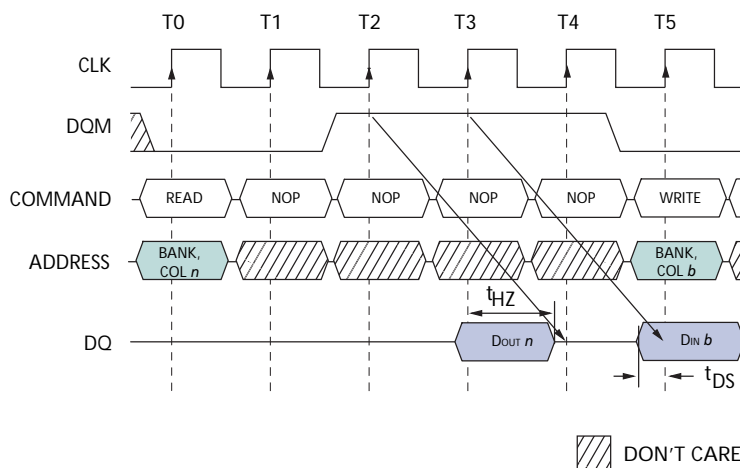 T0 T1 T2 T3 T4 T5
CLK
DQM
COMMAND READ NOP NOP NOP NOP WRITE
ADDRESS BANK, COL n BANK, COL b
tHZ
DQ DOUT n DIN b
tDS
DON'T CARE